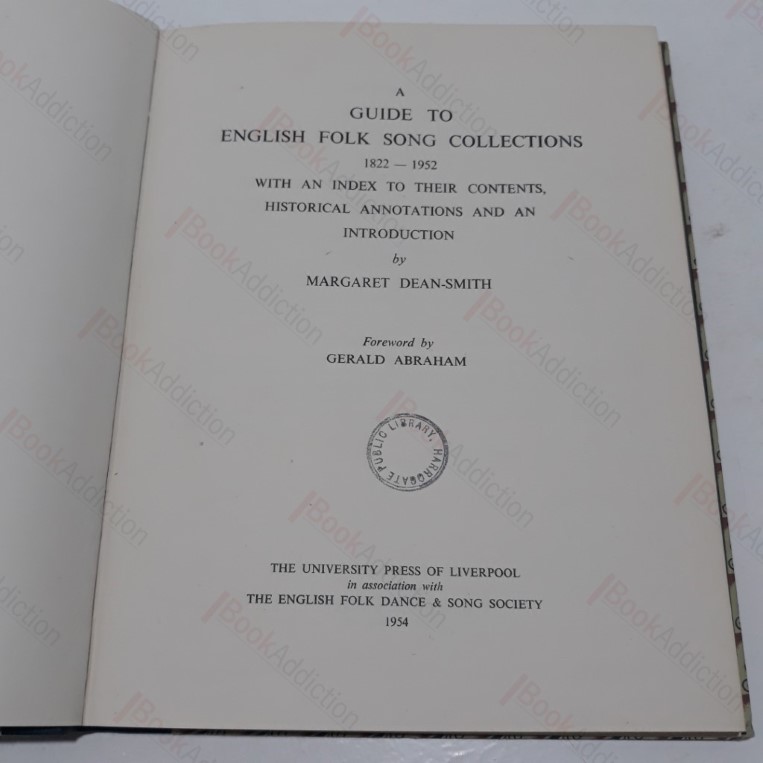 A
GUIDE TO
ENGLISH FOLK SONG COLLECTIONS
1822 — 1952
WITH AN INDEX TO THEIR CONTENTS,
HISTORICAL ANNOTATIONS AND AN
INTRODUCTION
by
MARGARET DEAN-SMITH
Foreword by
GERALD ABRAHAM
PUBLIC LIBRARY, HARROGATE
THE UNIVERSITY PRESS OF LIVERPOOL
in association with
THE ENGLISH FOLK DANCE & SONG SOCIETY
1954
BookAddiction